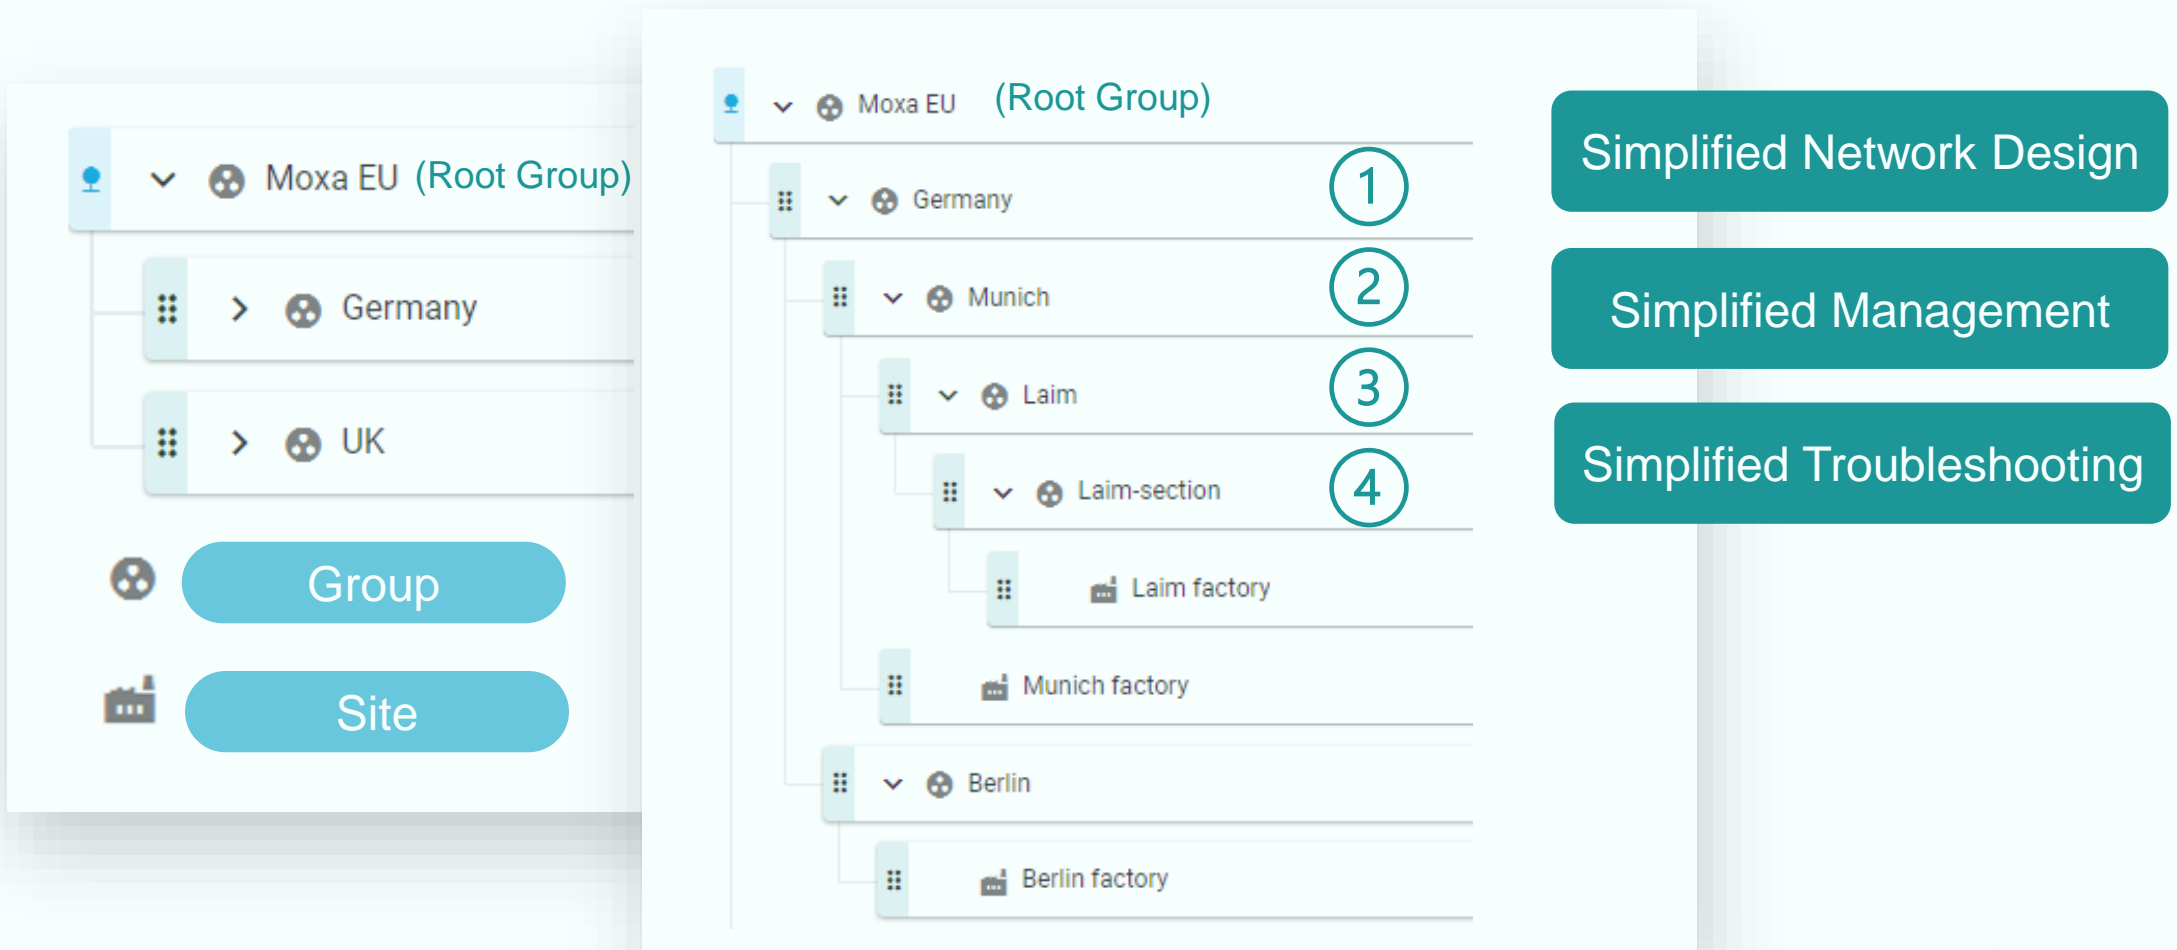 Moxa EU (Root Group)
Germany
UK
Group
Site
Moxa EU (Root Group)
Germany 1
Munich 2
Laim 3
Laim-section 4
Laim factory
Munich factory
Berlin
Berlin factory
Simplified Network Design
Simplified Management
Simplified Troubleshooting